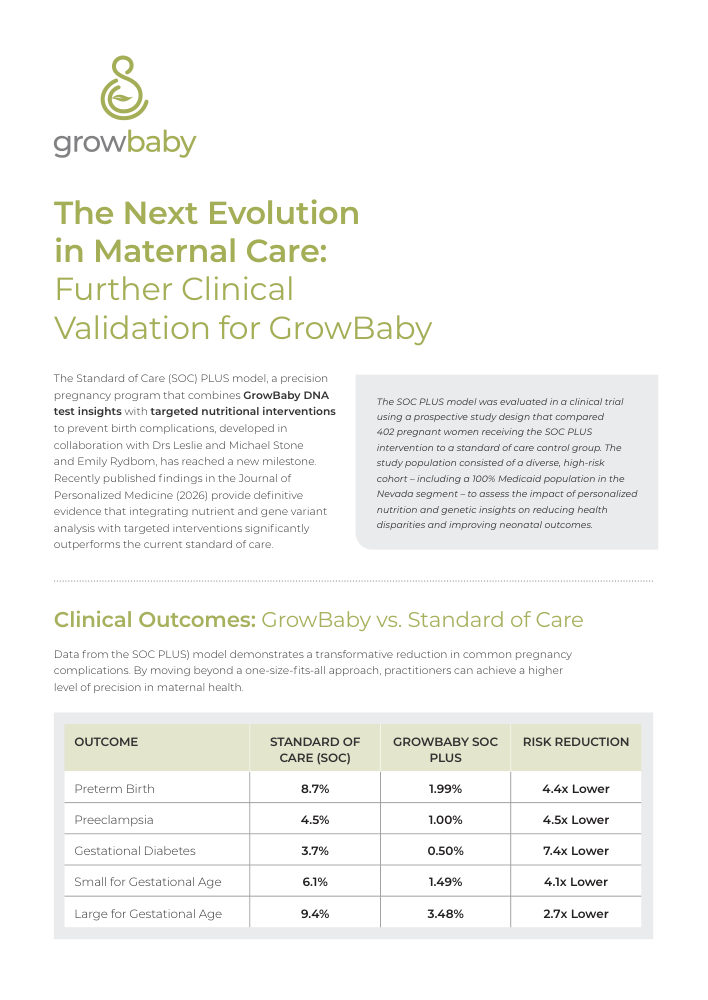 growbaby
The Next Evolution
in Maternal Care:
Further Clinical
Validation for GrowBaby
The Standard of Care (SOC) PLUS model, a precision
pregnancy program that combines GrowBaby DNA
test insights with targeted nutritional interventions
to prevent birth complications, developed in
collaboration with Drs Leslie and Michael Stone
and Emily Rydbom, has reached a new milestone.
Recently published findings in the Journal of
Personalized Medicine (2026) provide definitive
evidence that integrating nutrient and gene variant
analysis with targeted interventions significantly
outperforms the current standard of care.
The SOC PLUS model was evaluated in a clinical trial
using a prospective study design that compared
402 pregnant women receiving the SOC PLUS
intervention to a standard of care control group. The
study population consisted of a diverse, high-risk
cohort – including a 100% Medicaid population in the
Nevada segment – to assess the impact of personalized
nutrition and genetic insights on reducing health
disparities and improving neonatal outcomes.
Clinical Outcomes: GrowBaby vs. Standard of Care
Data from the SOC PLUS) model demonstrates a transformative reduction in common pregnancy
complications. By moving beyond a one-size-fits-all approach, practitioners can achieve a higher
level of precision in maternal health.
OUTCOME STANDARD OF CARE (SOC) GROWBABY SOC PLUS RISK REDUCTION
Preterm Birth 8.7% 1.99% 4.4x Lower
Preeclampsia 4.5% 1.00% 4.5x Lower
Gestational Diabetes 3.7% 0.50% 7.4x Lower
Small for Gestational Age 6.1% 1.49% 4.1x Lower
Large for Gestational Age 9.4% 3.48% 2.7x Lower